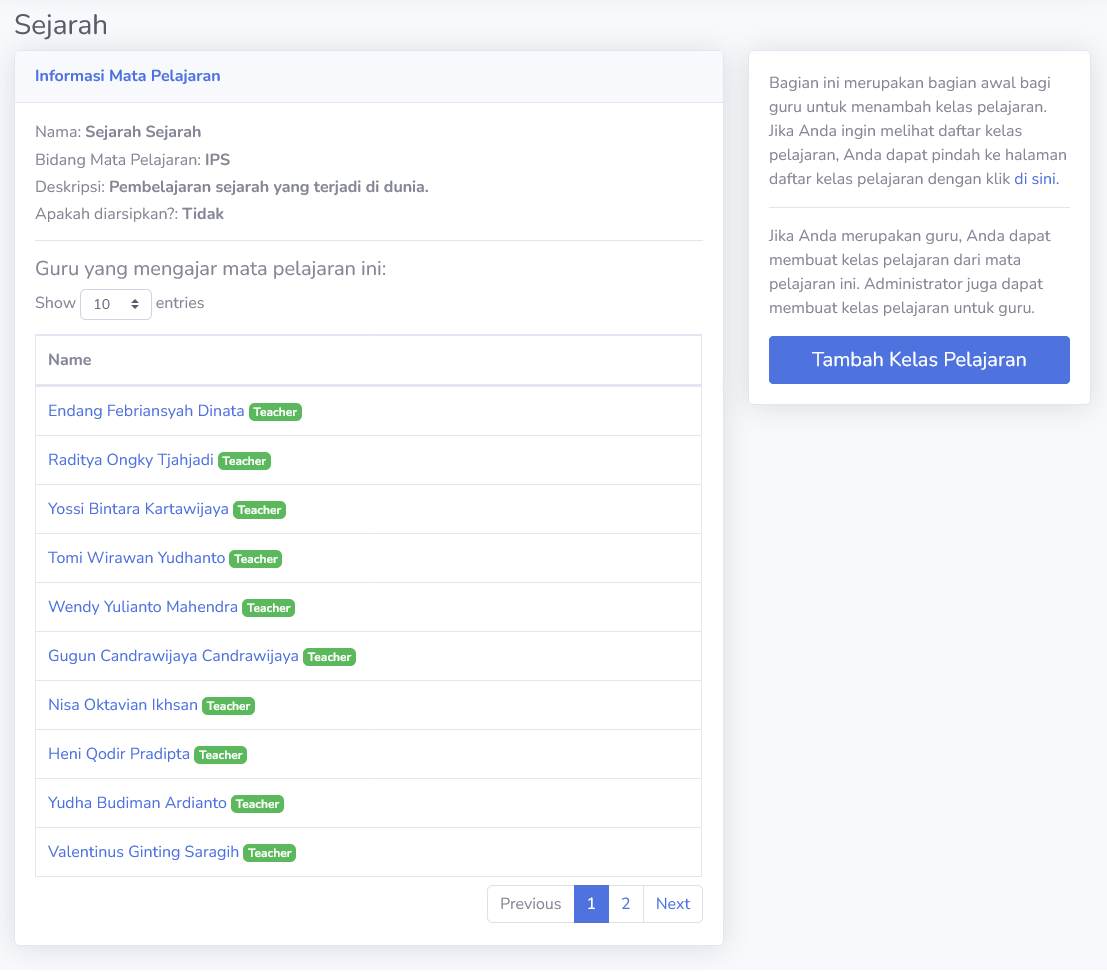 Sejarah
Informasi Mata Pelajaran
Nama: Sejarah Sejarah
Bidang Mata Pelajaran: IPS
Deskripsi: Pembelajaran sejarah yang terjadi di dunia.
Apakah diarsipkan?: Tidak
Guru yang mengajar mata pelajaran ini:
Show 10 entries
Name
Endang Febriansyah Dinata Teacher
Raditya Ongky Tjahjadi Teacher
Yossi Bintara Kartawijaya Teacher
Tomi Wirawan Yudhanto Teacher
Wendy Yulianto Mahendra Teacher
Gugun Candrawijaya Candrawijaya Teacher
Nisa Oktavian Ikhsan Teacher
Heni Qodir Pradipta Teacher
Yudha Budiman Ardianto Teacher
Valentinus Ginting Saragih Teacher
Previous 1 2 Next
Bagian ini merupakan bagian awal bagi
guru untuk menambah kelas pelajaran.
Jika Anda ingin melihat daftar kelas
pelajaran, Anda dapat pindah ke halaman
daftar kelas pelajaran dengan klik di sini.
Jika Anda merupakan guru, Anda dapat
membuat kelas pelajaran dari mata
pelajaran ini. Administrator juga dapat
membuat kelas pelajaran untuk guru.
Tambah Kelas Pelajaran